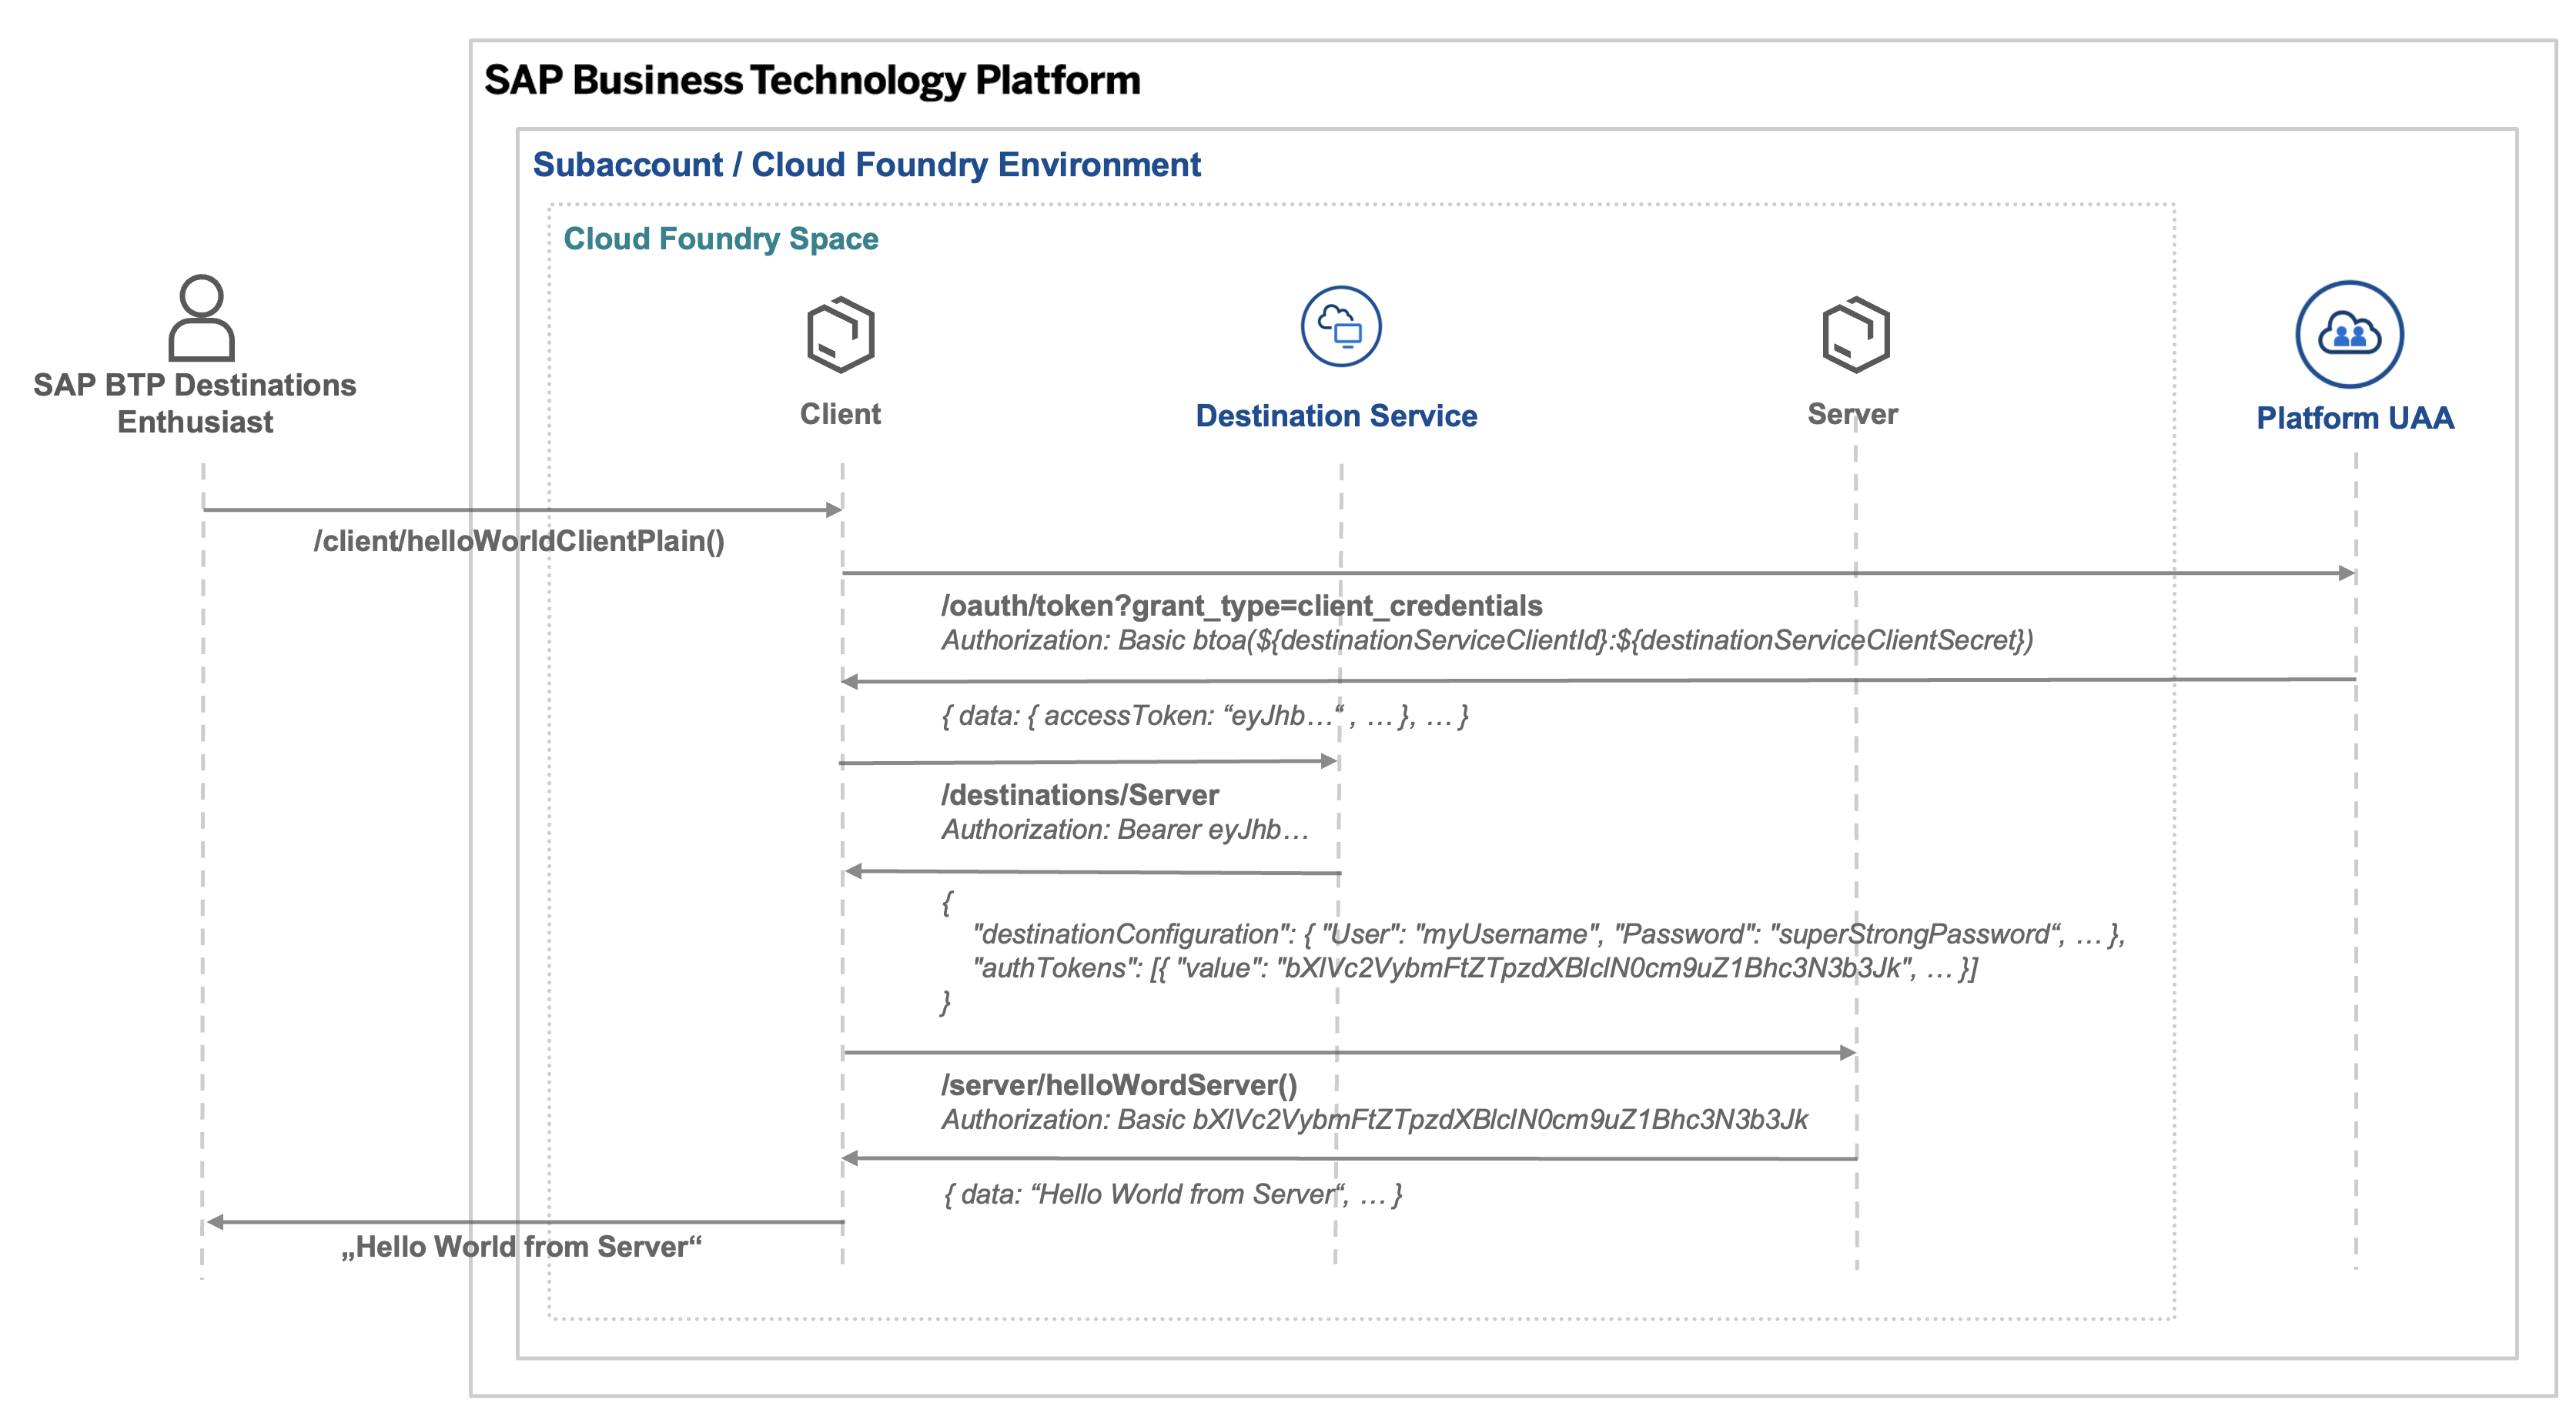 SAP Business Technology Platform
Subaccount / Cloud Foundry Environment
Cloud Foundry Space
SAP BTP Destinations
Enthusiast
Client
Destination Service
Server
Platform UAA
/client/helloWorldClientPlain()
/oauth/token?grant_type=client_credentials
Authorization: Basic btoa(${destinationServiceClientId}:${destinationServiceClientSecret})
{ data: { accessToken: “eyJhb…“ , … }, … }
/destinations/Server
Authorization: Bearer eyJhb…
{
"destinationConfiguration": { "User": "myUsername", "Password": "superStrongPassword“, … },
"authTokens": [{ "value": "bXlVc2VybmFtZTpzdXBlclN0cm9uZ1Bhc3N3b3Jk", … }]
}
/server/helloWordServer()
Authorization: Basic bXlVc2VybmFtZTpzdXBlclN0cm9uZ1Bhc3N3b3Jk
{ data: “Hello World from Server“, … }
„Hello World from Server“